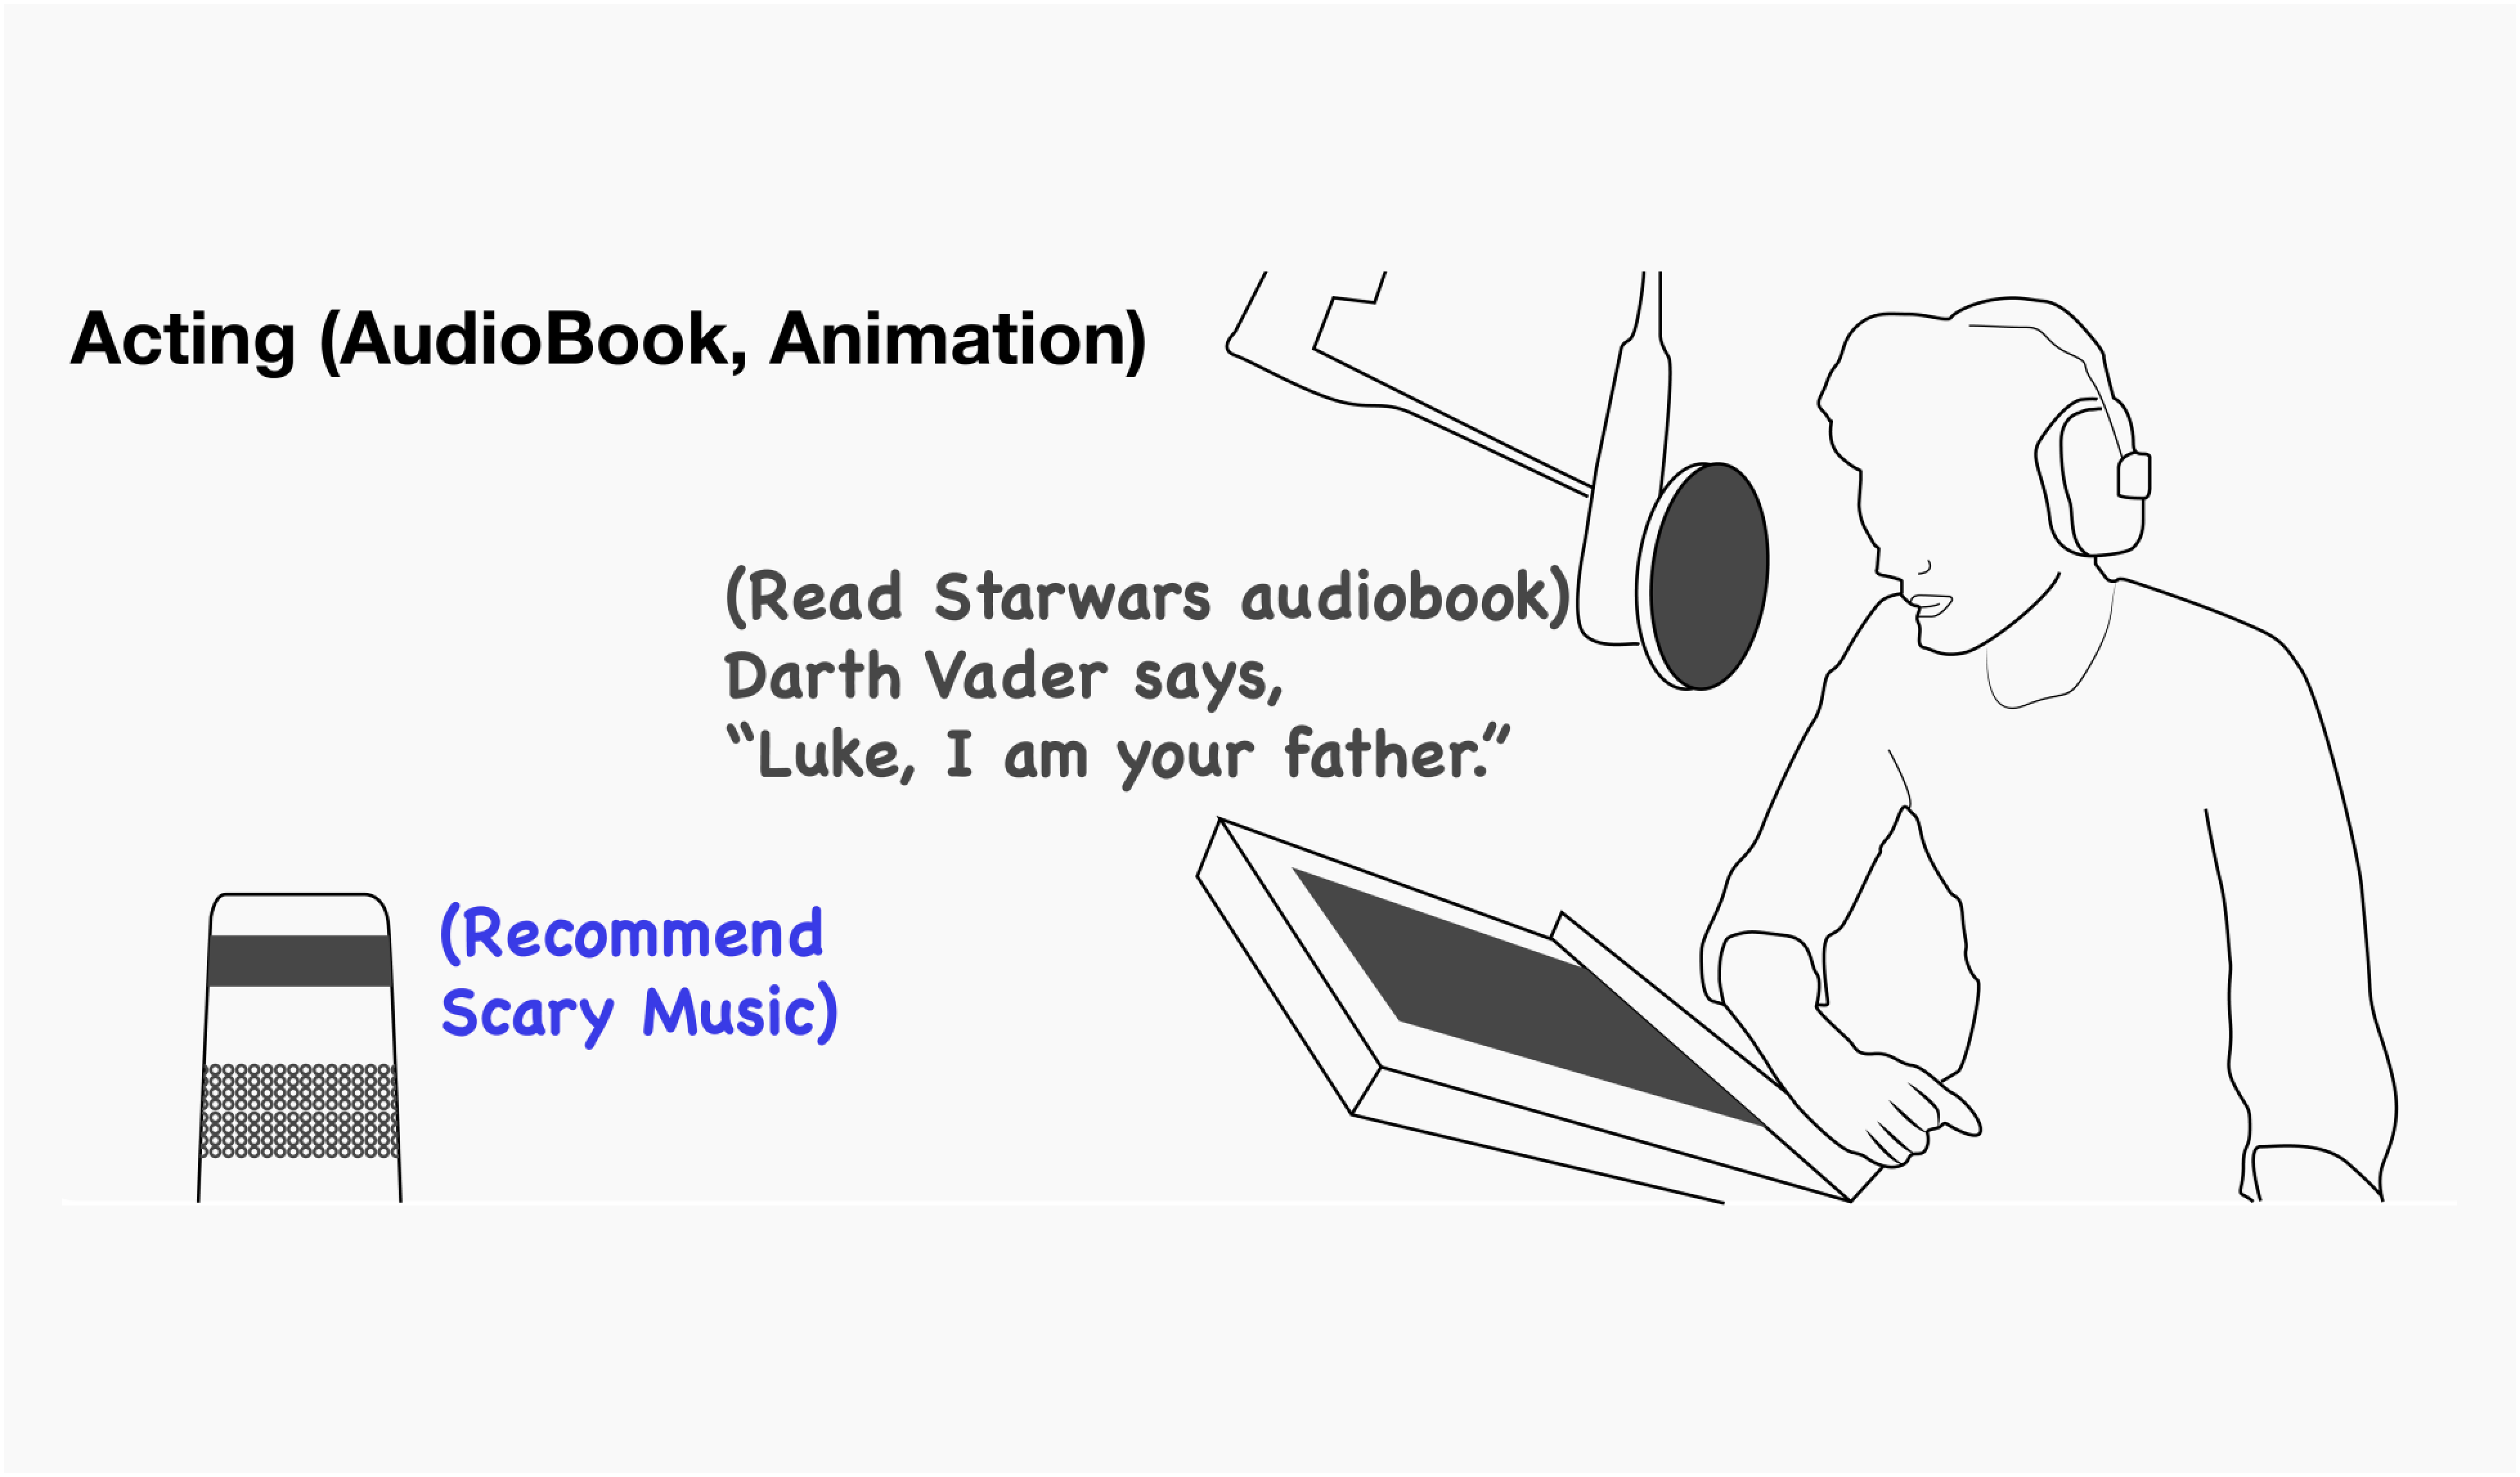 Acting (AudioBook, Animation)
(Read Starwars audiobook)
Darth Vader says,
“Luke, I am your father.”
(Recommend
Scary Music)